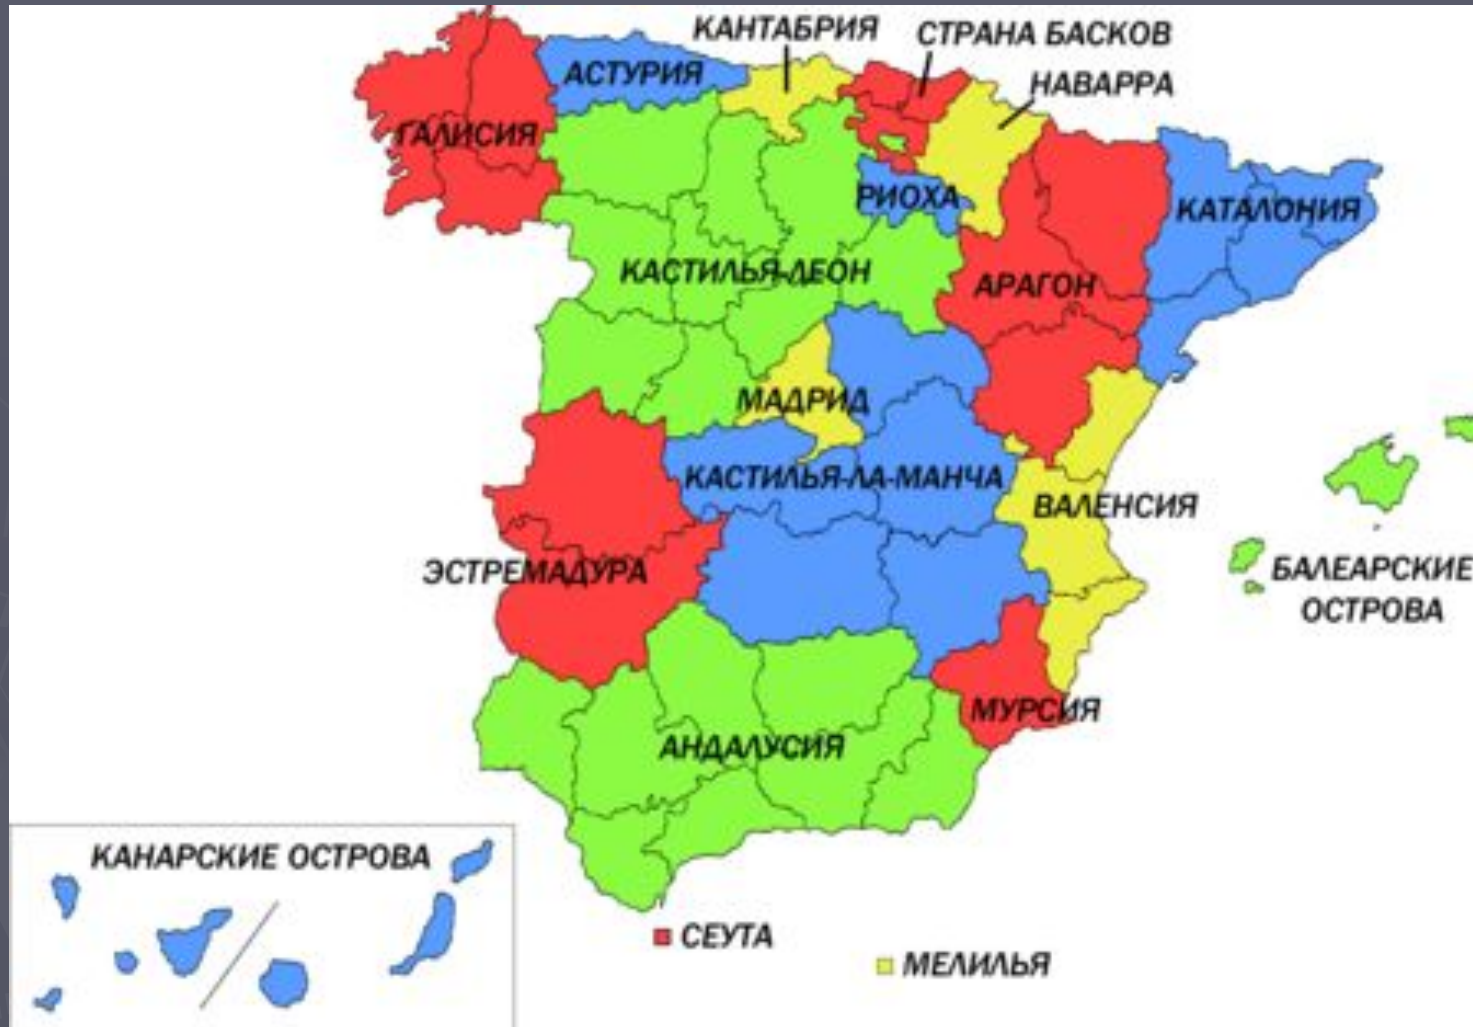 КАНТАБРИЯ
СТРАНА БАСКОВ
АСТУРИЯ
НАВАРРА
ГАЛИСИЯ
РИОХА
КАТАЛОНИЯ
КАСТИЛЬЯ-ЛЕОН
АРАГОН
МАДРИД
КАСТИЛЬЯ-ЛА-МАНЧА
ВАЛЕНСИЯ
ЭСТРЕМАДУРА
БАЛЕАРСКИЕ
ОСТРОВА
МУРСИЯ
АНДАЛУСИЯ
КАНАРСКИЕ ОСТРОВА
СЕУТА
МЕЛИЛЬЯ